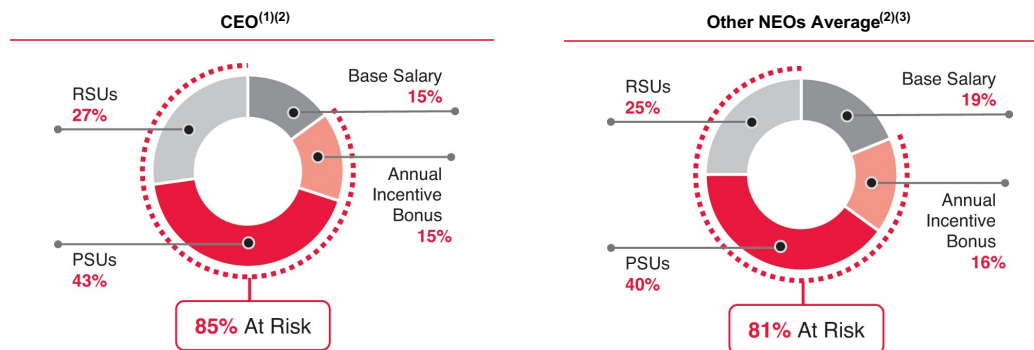 CEO(1)(2)
RSUs
27%
Base Salary
15%
Annual
Incentive
Bonus
15%
PSUs
43%
85% At Risk
Other NEOs Average(2)(3)
RSUs
25%
Base Salary
19%
Annual
Incentive
Bonus
16%
PSUs
40%
81% At Risk